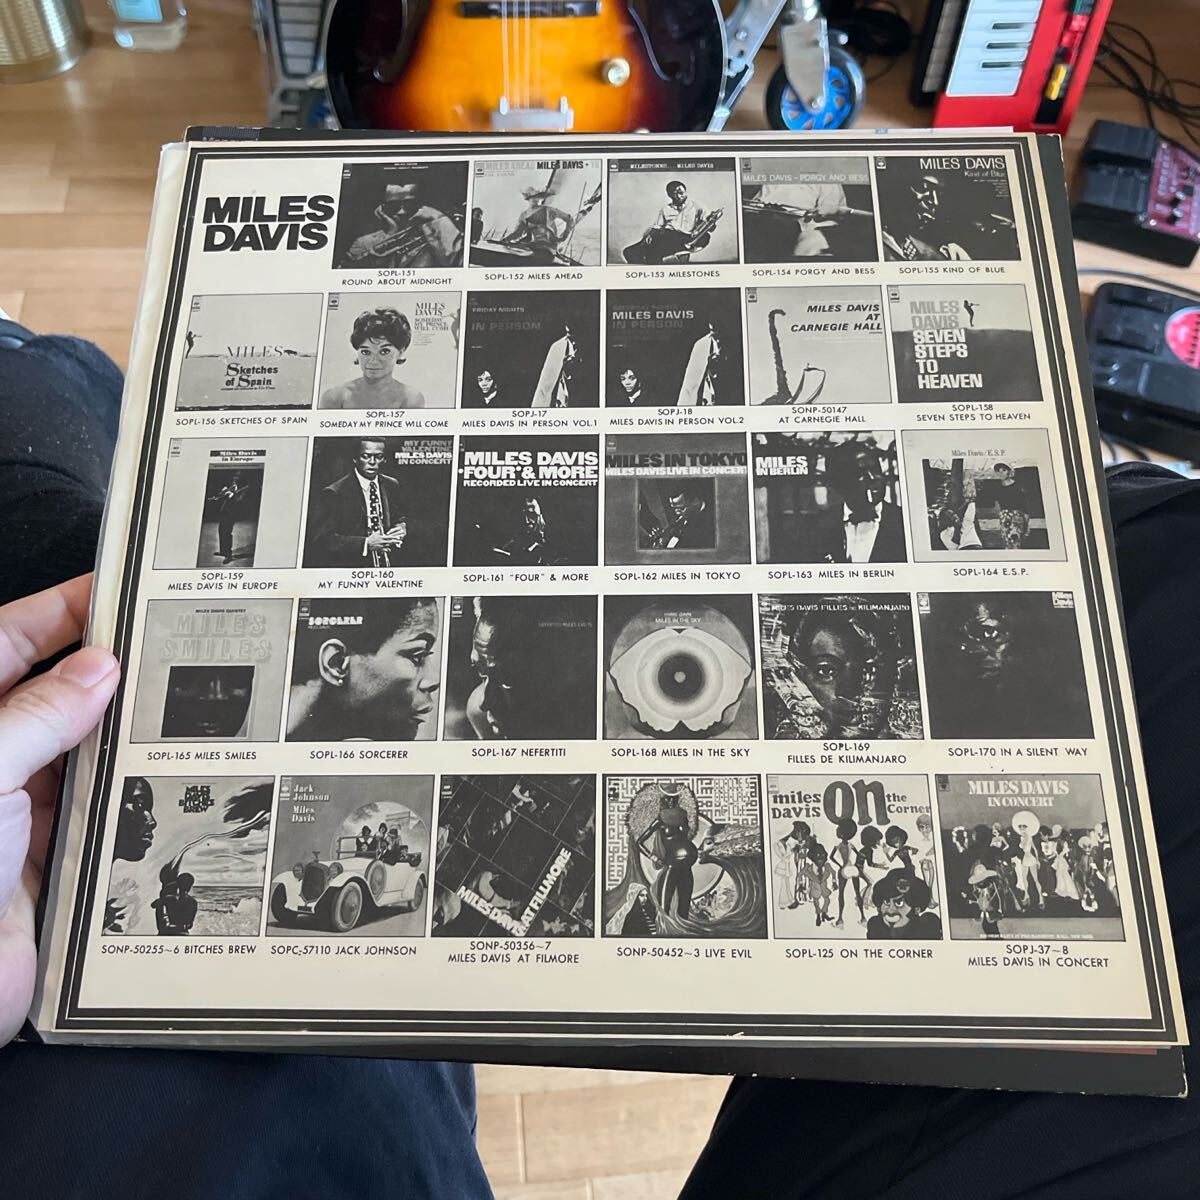 MILES
DAVIS
MILES DAVIS + 19
MILESTONES... MILES DAVIS
MILES DAVIS - PORGY AND BESS
MILES DAVIS
Kind of Blue
SOPL-151
ROUND ABOUT MIDNIGHT
SOPL-152 MILES AHEAD
SOPL-153 MILESTONES
SOPL-154 PORGY AND BESS
SOPL-155 KIND OF BLUE
MILES
Sketches
of Spain
MILES
DAVIS
SOMEDAY
MY PRINCE
WILL COME
FRIDAY NIGHTS
IN PERSON
MILES DAVIS
IN PERSON
MILES DAVIS
AT
CARNEGIE HALL
MILES
DAVIS
SEVEN
STEPS
TO
HEAVEN
SOPL-156 SKETCHES OF SPAIN
SOPL-157
SOMEDAY MY PRINCE WILL COME
SOPJ-17
MILES DAVIS IN PERSON VOL.1
SOPJ-18
MILES DAVIS IN PERSON VOL.2
SONP-50147
AT CARNEGIE HALL
SOPL-158
SEVEN STEPS TO HEAVEN
Miles Davis
in Europe
MY FUNNY
VALENTINE
MILES DAVIS
IN CONCERT
MILES DAVIS
'FOUR' & MORE
RECORDED LIVE IN CONCERT
MILES IN TOKYO
MILES DAVIS LIVE IN CONCERT
MILES
IN BERLIN
Miles Davis/E.S.P.
SOPL-159
MILES DAVIS IN EUROPE
SOPL-160
MY FUNNY VALENTINE
SOPL-161 "FOUR" & MORE
SOPL-162 MILES IN TOKYO
SOPL-163 MILES IN BERLIN
SOPL-164 E.S.P.
MILES DAVIS QUINTET
MILES
SMILES
SORCERER
MILES DAVIS
MILES IN THE SKY
MILES DAVIS FILLES DE KILIMANJARO
SOPL-165 MILES SMILES
SOPL-166 SORCERER
SOPL-167 NEFERTITI
SOPL-168 MILES IN THE SKY
SOPL-169
FILLES DE KILIMANJARO
SOPL-170 IN A SILENT WAY
MILES
DAVIS
BITCHES
BREW
Jack
Johnson
Miles
Davis
MILES DAVIS AT FILLMORE
miles
davis
on
the
corner
MILES DAVIS
IN CONCERT
SONP-50255~6 BITCHES BREW
SOPC-57110 JACK JOHNSON
SONP-50356~7
MILES DAVIS AT FILMORE
SONP-50452~3 LIVE EVIL
SOPL-125 ON THE CORNER
SOPJ-37~8
MILES DAVIS IN CONCERT